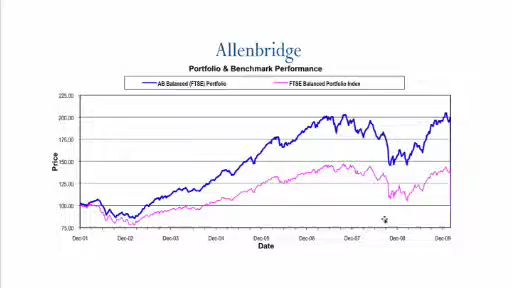 Allenbridge
Portfolio & Benchmark Performance
AB Balanced (FTSE) Portfolio FTSE Balanced Portfolio Index
225.00
200.00
175.00
150.00
125.00
100.00
75.00
Price
Dec-01 Dec-02 Dec-03 Dec-04 Dec-05 Dec-06 Dec-07 Dec-08 Dec-09
Date